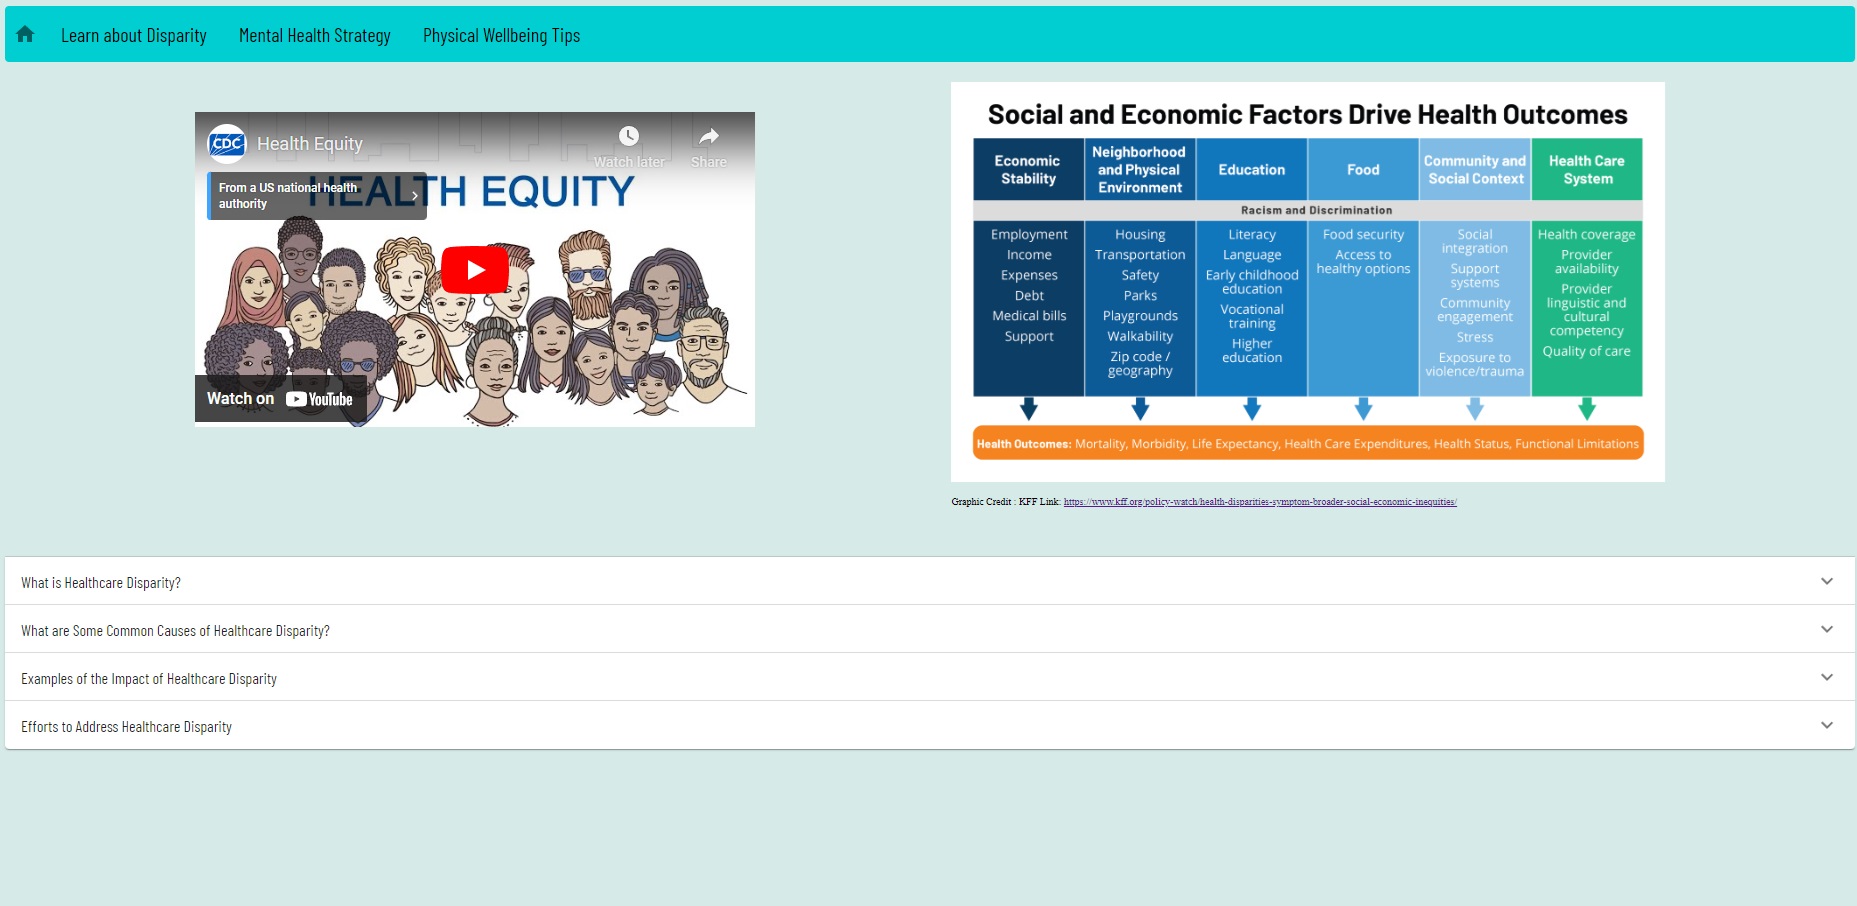 Learn about Disparity
Mental Health Strategy
Physical Wellbeing Tips
CDC
Health Equity
Watch later
Share
From a US national health
authority
HEALTH EQUITY
Watch on YouTube
Social and Economic Factors Drive Health Outcomes
Economic
Stability
Neighborhood
and Physical
Environment
Education
Food
Community and
Social Context
Health Care
System
Racism and Discrimination
Employment
Income
Expenses
Debt
Medical bills
Support
Housing
Transportation
Safety
Parks
Playgrounds
Walkability
Zip code /
geography
Literacy
Language
Early childhood
education
Vocational
training
Higher
education
Food security
Access to
healthy options
Social
integration
Support
systems
Community
engagement
Stress
Exposure to
violence/trauma
Health coverage
Provider
availability
Provider
linguistic and
cultural
competency
Quality of care
Health Outcomes: Mortality, Morbidity, Life Expectancy, Health Care Expenditures, Health Status, Functional Limitations
Graphic Credit : KFF Link: https://www.kff.org/policy-watch/health-disparities-symptom-broader-social-economic-inequities/
What is Healthcare Disparity?
What are Some Common Causes of Healthcare Disparity?
Examples of the Impact of Healthcare Disparity
Efforts to Address Healthcare Disparity